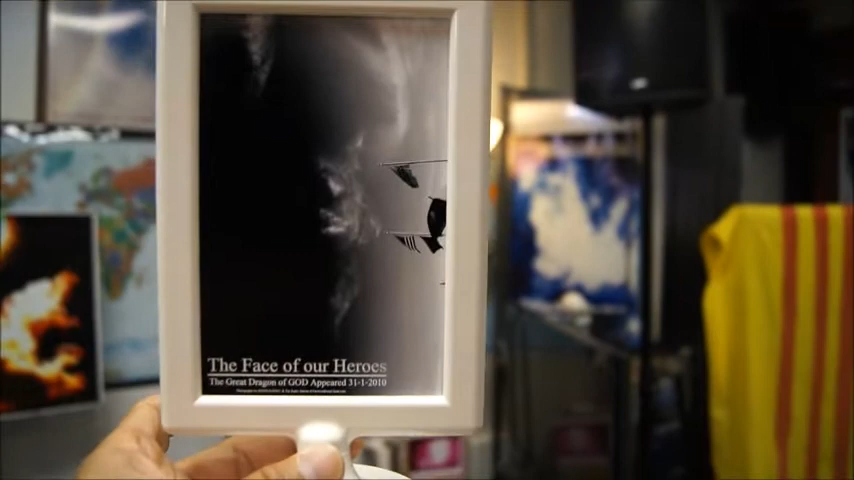 The Face of our Heroes
The Great Dragon of GOD Appeared 31-1-2010